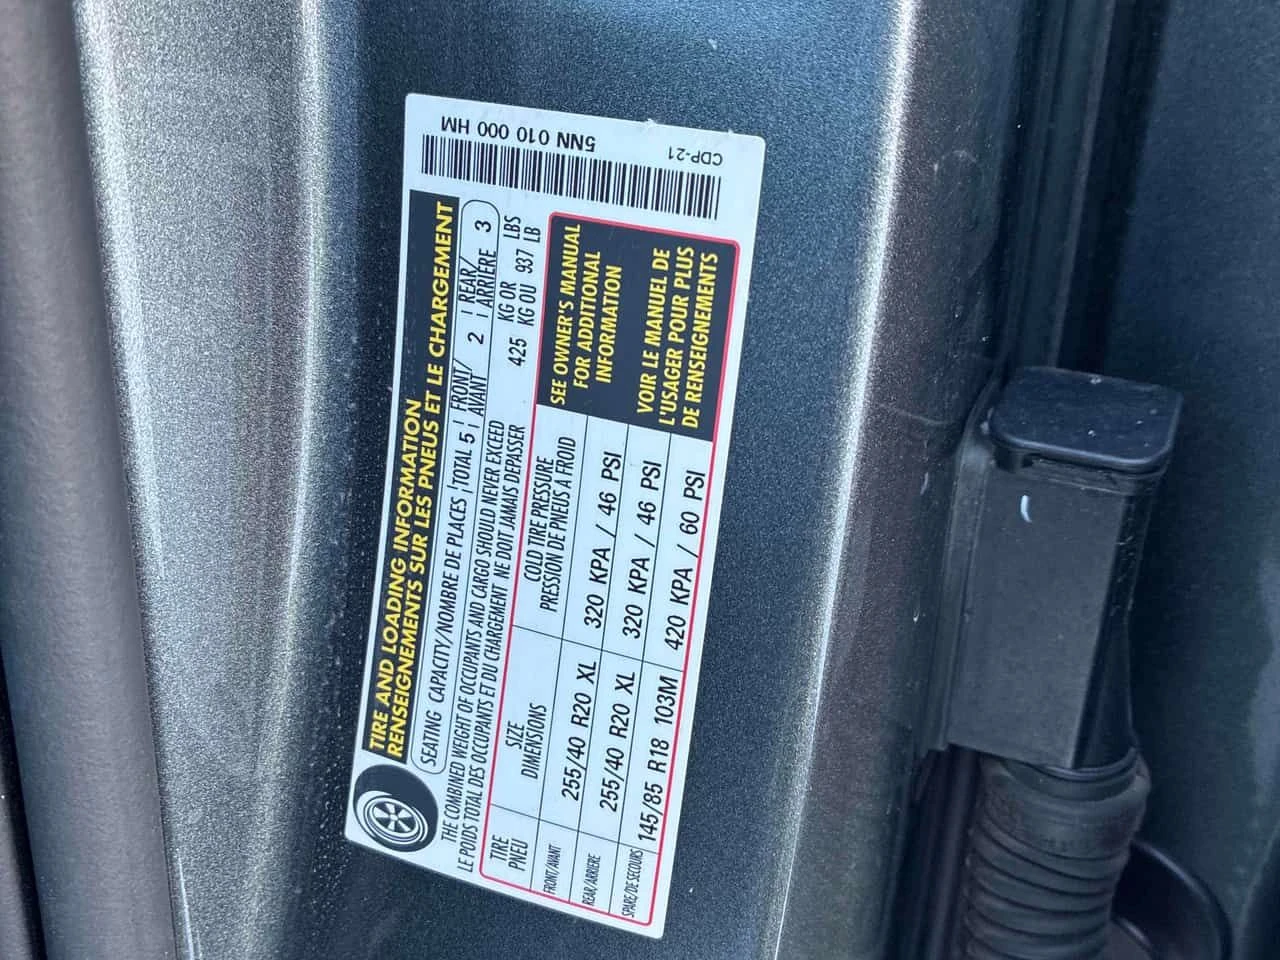 5NN 010 000 HM
CDP-21
TIRE AND LOADING INFORMATION
RENSEIGNEMENTS SUR LES PNEUS ET LE CHARGEMENT
SEATING CAPACITY/NOMBRE DE PLACES TOTAL 5 FRONT/AVANT 2 REAR/ARRIÈRE 3
THE COMBINED WEIGHT OF OCCUPANTS AND CARGO SHOULD NEVER EXCEED 425 KG OR 937 LBS
LE POIDS TOTAL DES OCCUPANTS ET DU CHARGEMENT NE DOIT JAMAIS DÉPASSER KG OU LB
TIRE SIZE COLD TIRE PRESSURE
PNEU DIMENSIONS PRESSION DE PNEUS A FROID
FRONT/AVANT 255/40 R20 XL 320 KPA / 46 PSI
REAR/ARRIERE 255/40 R20 XL 320 KPA / 46 PSI
SPARE/DE SECOURS 145/85 R18 103M 420 KPA / 60 PSI
SEE OWNER'S MANUAL
FOR ADDITIONAL
INFORMATION
VOIR LE MANUEL DE
L'USAGER POUR PLUS
DE RENSEIGNEMENTS